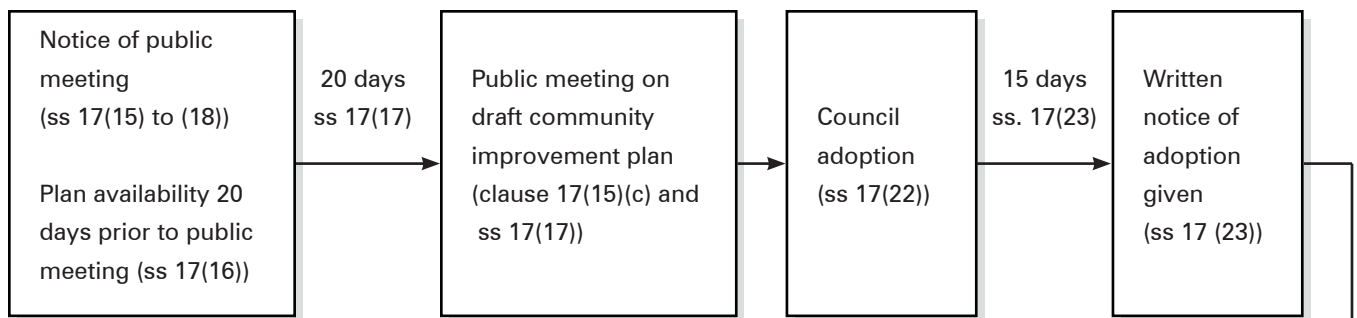 Notice of public
meeting
(ss 17(15) to (18))
Plan availability 20
days prior to public
meeting (ss 17(16))
20 days
ss 17(17)
Public meeting on
draft community
improvement plan
(clause 17(15)(c) and
ss 17(17))
Council
adoption
(ss 17(22))
15 days
ss. 17(23)
Written
notice of
adoption
given
(ss 17 (23))